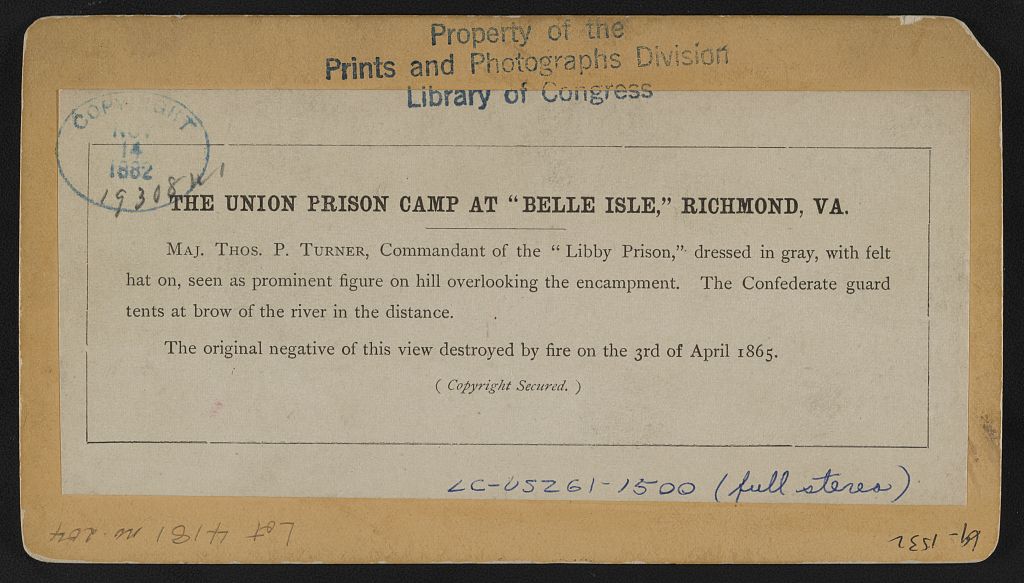 Property of the
Prints and Photographs Division
Library of Congress
COPYRIGHT
NOV
14
1882
19308 W 1
THE UNION PRISON CAMP AT “BELLE ISLE,” RICHMOND, VA.
MAJ. THOS. P. TURNER, Commandant of the “Libby Prison,” dressed in gray, with felt
hat on, seen as prominent figure on hill overlooking the encampment. The Confederate guard
tents at brow of the river in the distance.
The original negative of this view destroyed by fire on the 3rd of April 1865.
( Copyright Secured. )
LC-USZ61-1500 (full stereo)
Lot 4181 no. 204